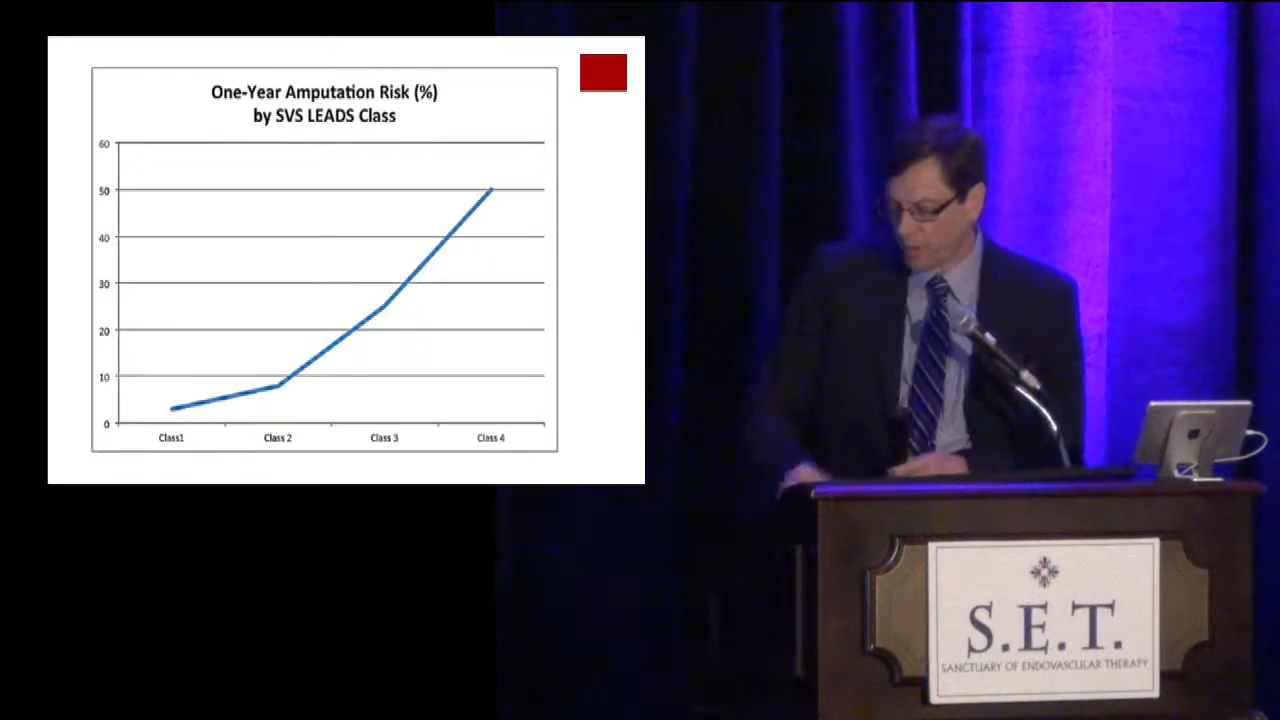 One-Year Amputation Risk (%)
by SVS LEADS Class
60
50
40
30
20
10
0
Class1
Class 2
Class 3
Class 4
S.E.T.
SANCTUARY OF ENDOVASCULAR THERAPY